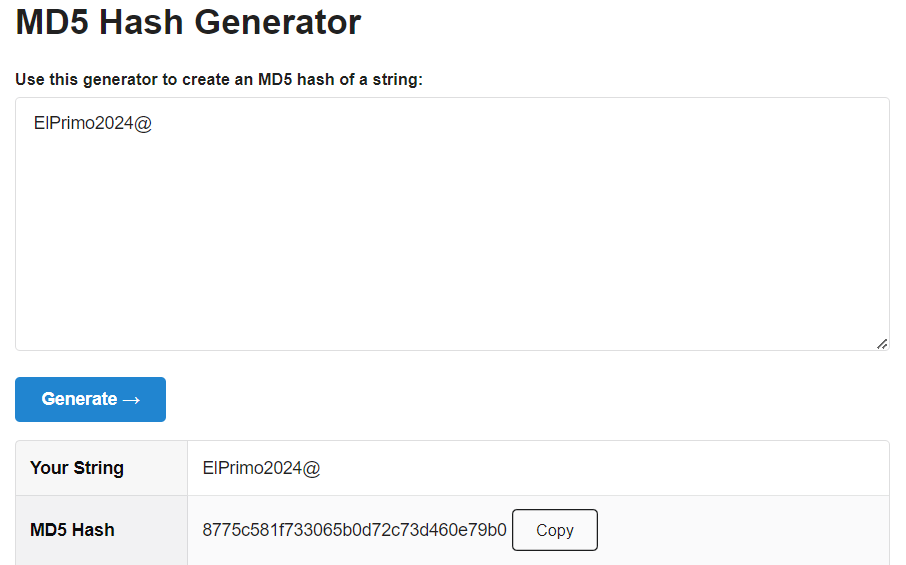 MD5 Hash Generator
Use this generator to create an MD5 hash of a string:
ElPrimo2024@
Generate →
Your String ElPrimo2024@
MD5 Hash 8775c581f733065b0d72c73d460e79b0 Copy